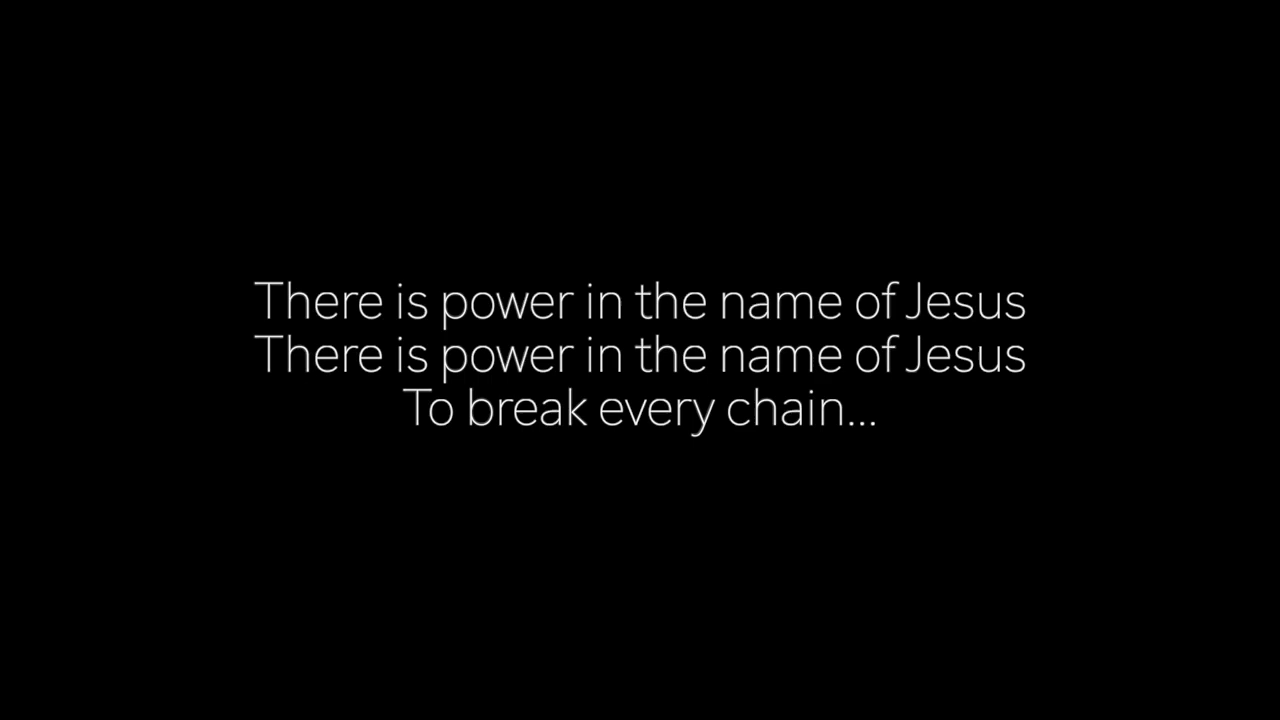 There is power in the name of Jesus
There is power in the name of Jesus
To break every chain...